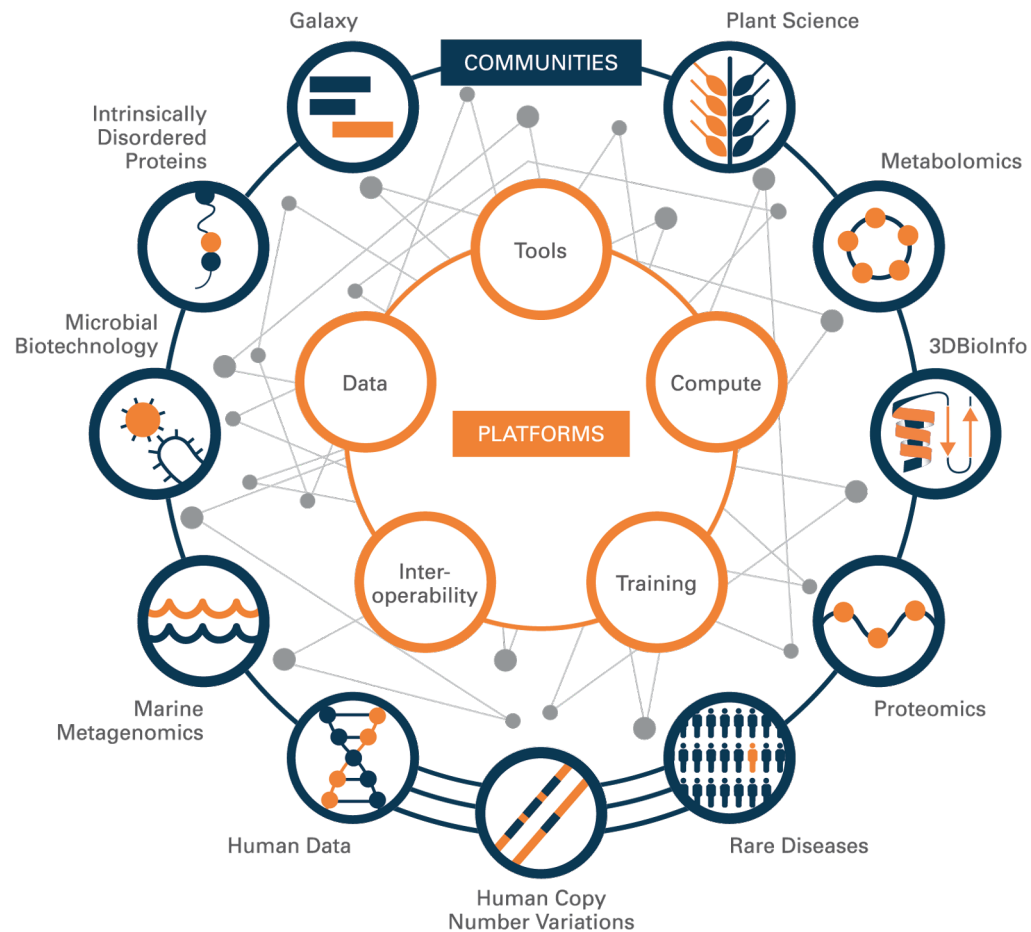 Galaxy
Plant Science
COMMUNITIES
Intrinsically
Disordered
Proteins
Metabolomics
Tools
Microbial
Biotechnology
3DBioInfo
Data
Compute
PLATFORMS
Inter-
operability
Training
Marine
Metagenomics
Proteomics
Human Data
Rare Diseases
Human Copy
Number Variations